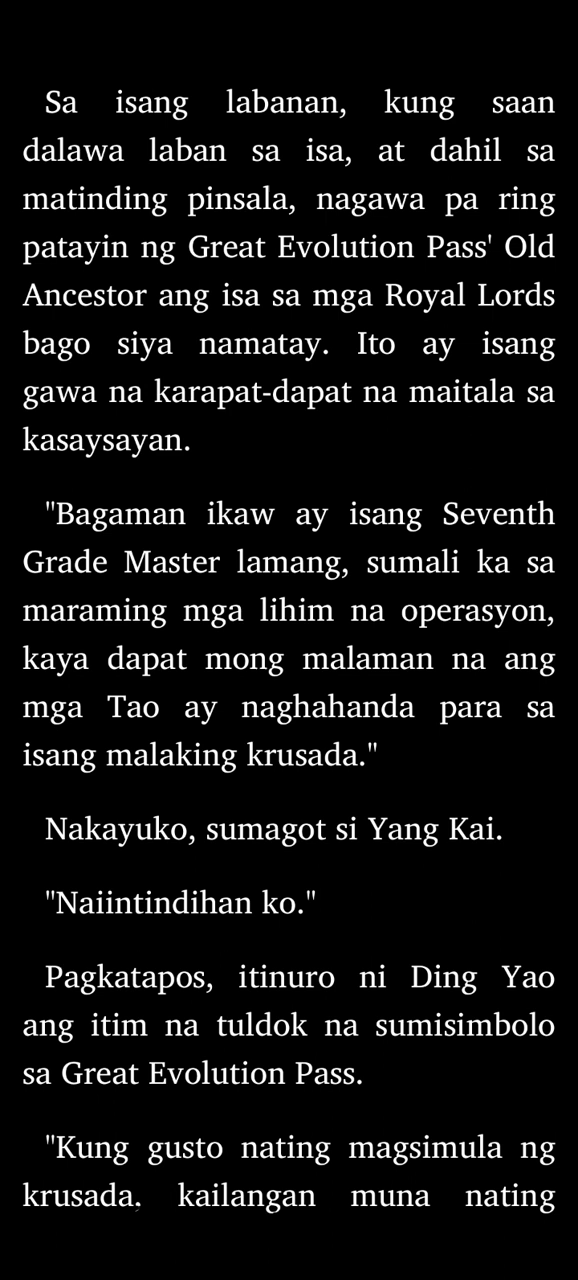 Sa isang labanan, kung saan
dalawa laban sa isa, at dahil sa
matinding pinsala, nagawa pa ring
patayin ng Great Evolution Pass' Old
Ancestor ang isa sa mga Royal Lords
bago siya namatay. Ito ay isang
gawa na karapat-dapat na maitala sa
kasaysayan.
"Bagaman ikaw ay isang Seventh
Grade Master lamang, sumali ka sa
maraming mga lihim na operasyon,
kaya dapat mong malaman na ang
mga Tao ay naghahanda para sa
isang malaking krusada."
Nakayuko, sumagot si Yang Kai.
"Naiintindihan ko."
Pagkatapos, itinuro ni Ding Yao
ang itim na tuldok na sumisimbolo
sa Great Evolution Pass.
"Kung gusto nating magsimula ng
krusada, kailangan muna nating